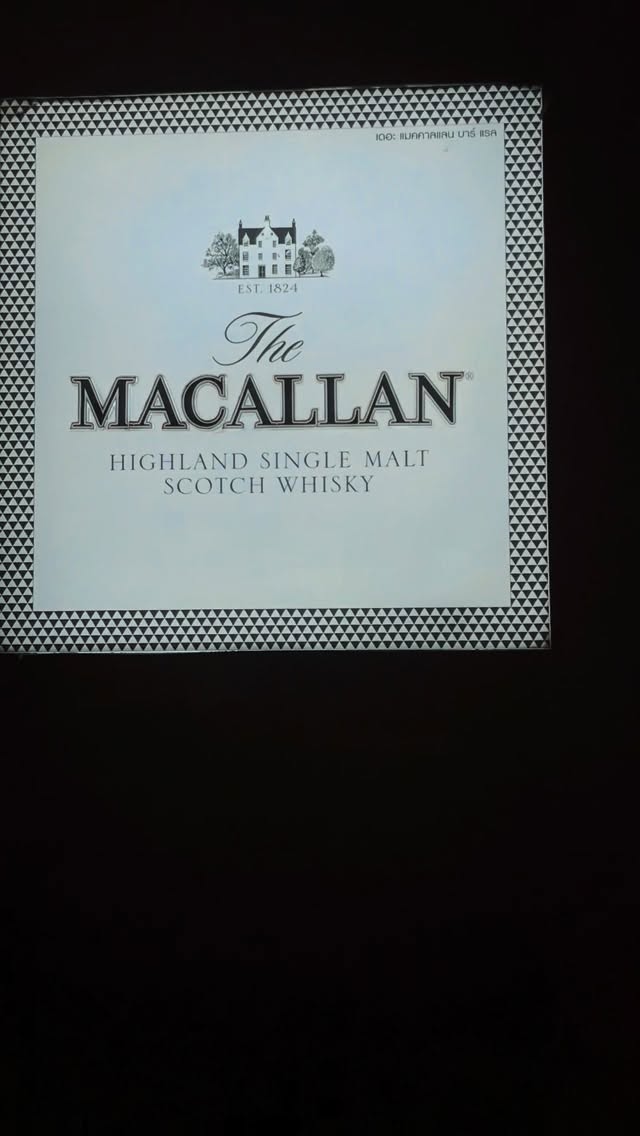 เดอะ แมคคาลแลน บาร์ แรล
EST. 1824
The
MACALLAN®
HIGHLAND SINGLE MALT
SCOTCH WHISKY